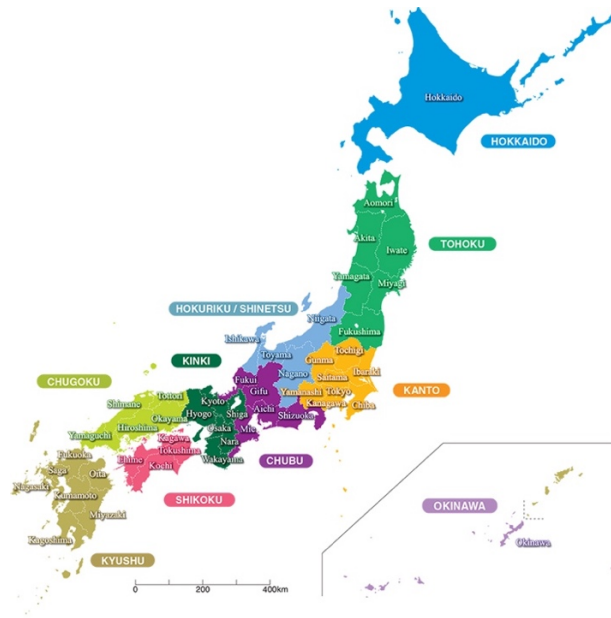 Hokkaido
HOKKAIDO
Aomori
Akita
Iwate
TOHOKU
Yamagata
Miyagi
HOKURIKU / SHINETSU
Niigata
Fukushima
Ishikawa
Toyama
Tochigi
Gunma
Ibaraki
KINKI
Nagano
Saitama
CHUGOKU
Fukui
Gifu
Yamanashi
Tokyo
KANTO
Tottori
Kyoto
Kanagawa
Chiba
Shimane
Hyogo
Shiga
Aichi
Shizuoka
Okayama
Osaka
Mie
Hiroshima
Yamaguchi
Kagawa
Nara
Tokushima
Wakayama
CHUBU
Fukuoka
Ehime
Kochi
Saga
Oita
Nagasaki
Kumamoto
SHIKOKU
Miyazaki
OKINAWA
Kagoshima
Okinawa
KYUSHU
0 200 400km